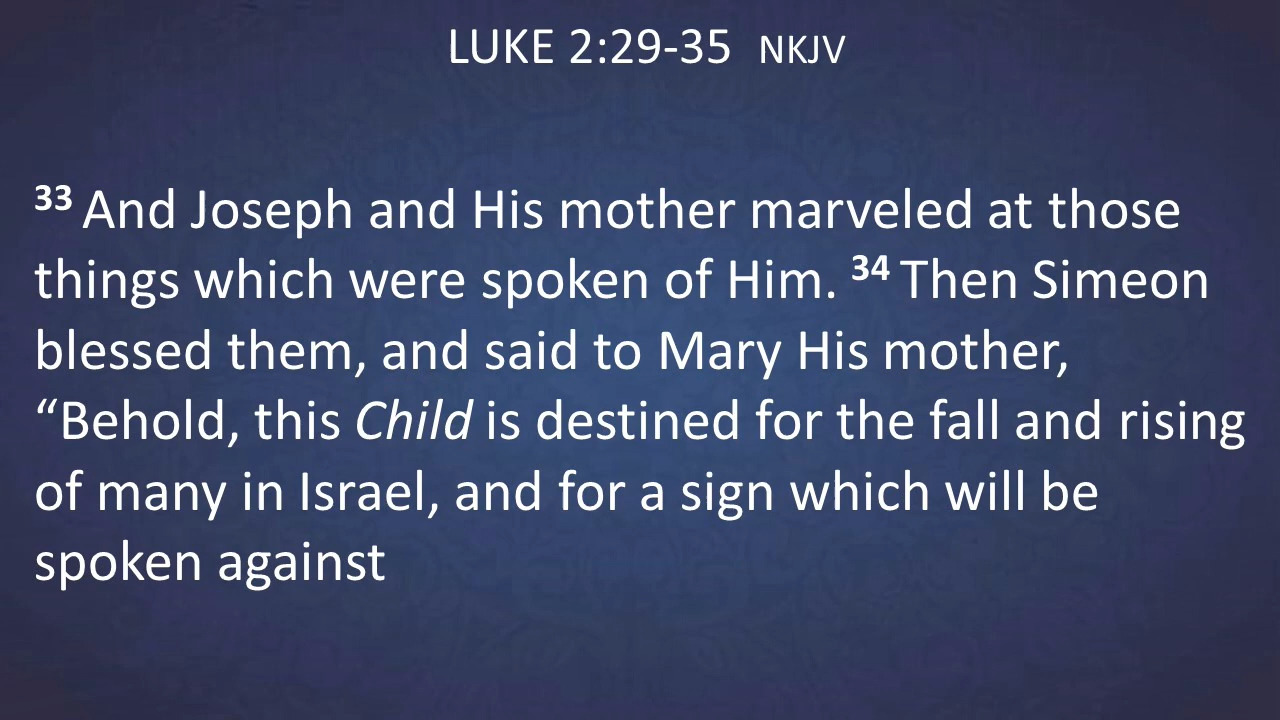 LUKE 2:29-35 NKJV
33 And Joseph and His mother marveled at those
things which were spoken of Him. 34 Then Simeon
blessed them, and said to Mary His mother,
“Behold, this Child is destined for the fall and rising
of many in Israel, and for a sign which will be
spoken against